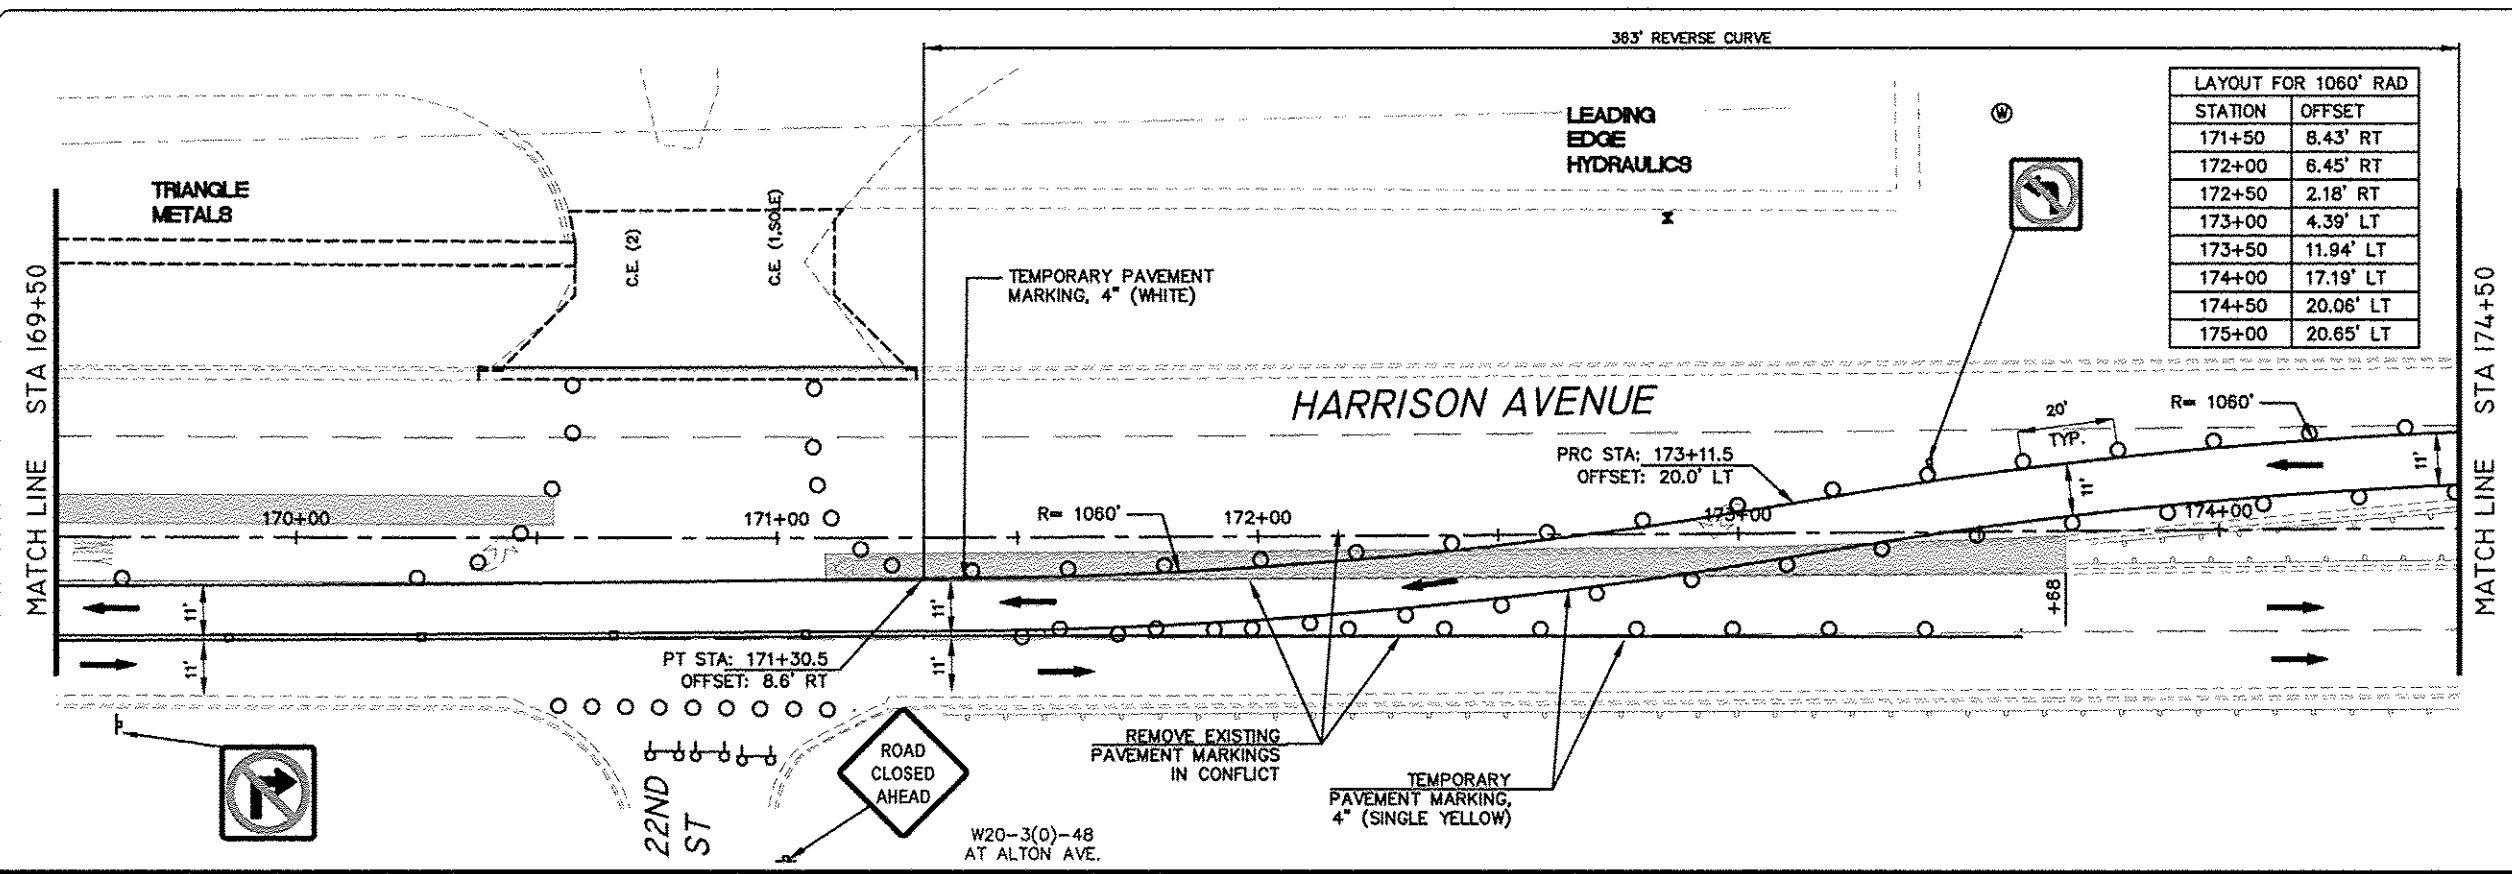 363' REVERSE CURVE
LAYOUT FOR 1060' RAD
STATION OFFSET
171+50 8.43' RT
172+00 6.45' RT
172+50 2.18' RT
173+00 4.39' LT
173+50 11.94' LT
174+00 17.19' LT
174+50 20.06' LT
175+00 20.65' LT
LEADING
EDGE
HYDRAULICS
W
TRIANGLE
METALS
C.E. (2)
C.E. (1,SOLE)
TEMPORARY PAVEMENT
MARKING, 4" (WHITE)
MATCH LINE STA 169+50
MATCH LINE STA 174+50
HARRISON AVENUE
20'
TYP.
R= 1060'
PRC STA: 173+11.5
OFFSET: 20.0' LT
11'
11'
R= 1060'
170+00
171+00
172+00
173+00
174+00
11'
11'
11'
11'
+68
PT STA: 171+30.5
OFFSET: 8.6' RT
REMOVE EXISTING
PAVEMENT MARKINGS
IN CONFLICT
TEMPORARY
PAVEMENT MARKING,
4" (SINGLE YELLOW)
22ND
ST
ROAD
CLOSED
AHEAD
W20-3(O)-48
AT ALTON AVE.